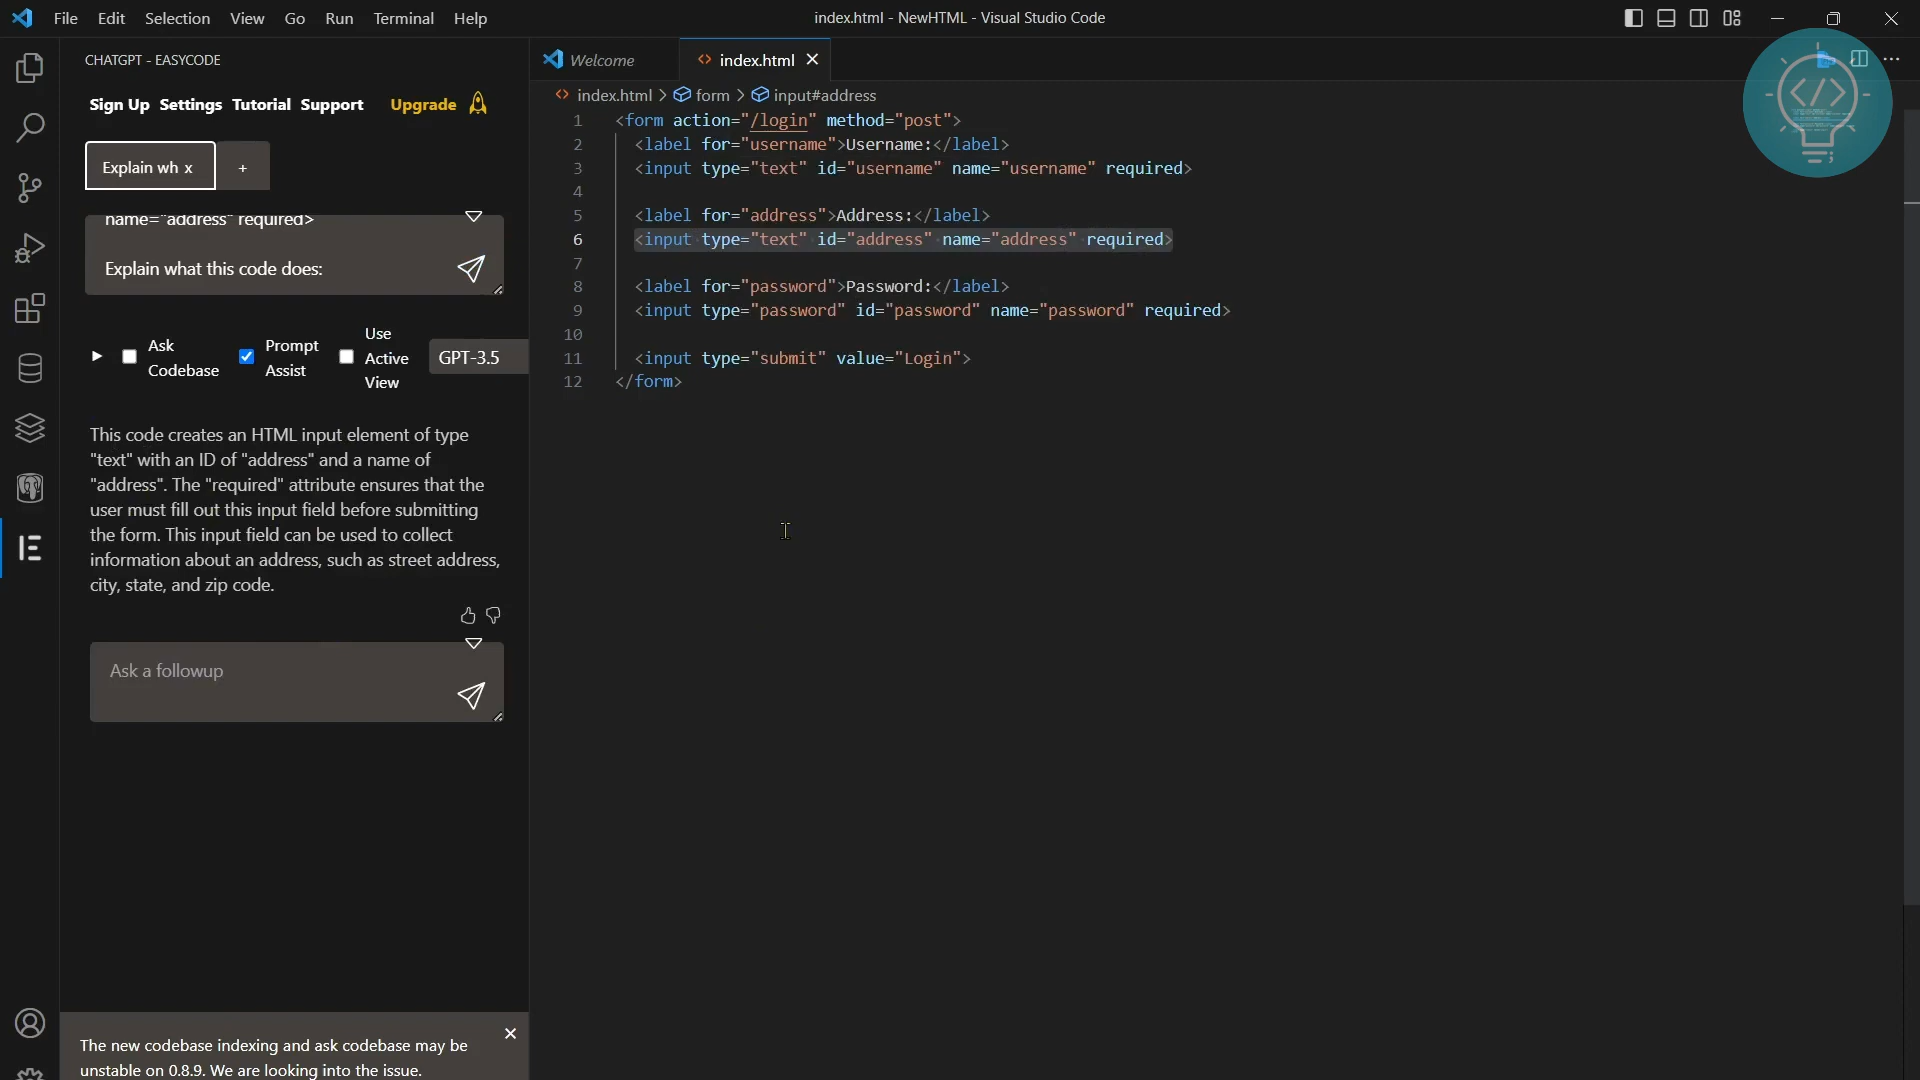 File Edit Selection View Go Run Terminal Help
index.html - NewHTML - Visual Studio Code
CHATGPT - EASYCODE
Sign Up Settings Tutorial Support Upgrade
Explain wh x +
name="address" required>
Explain what this code does:
Ask Codebase
Prompt Assist
Use Active View
GPT-3.5
This code creates an HTML input element of type
"text" with an ID of "address" and a name of
"address". The "required" attribute ensures that the
user must fill out this input field before submitting
the form. This input field can be used to collect
information about an address, such as street address,
city, state, and zip code.
Ask a followup
The new codebase indexing and ask codebase may be
unstable on 0.8.9. We are looking into the issue.
Welcome
index.html
index.html > form > input#address
1 <form action="/login" method="post">
2 <label for="username">Username:</label>
3 <input type="text" id="username" name="username" required>
4
5 <label for="address">Address:</label>
6 <input type="text" id="address" name="address" required>
7
8 <label for="password">Password:</label>
9 <input type="password" id="password" name="password" required>
10
11 <input type="submit" value="Login">
12 </form>